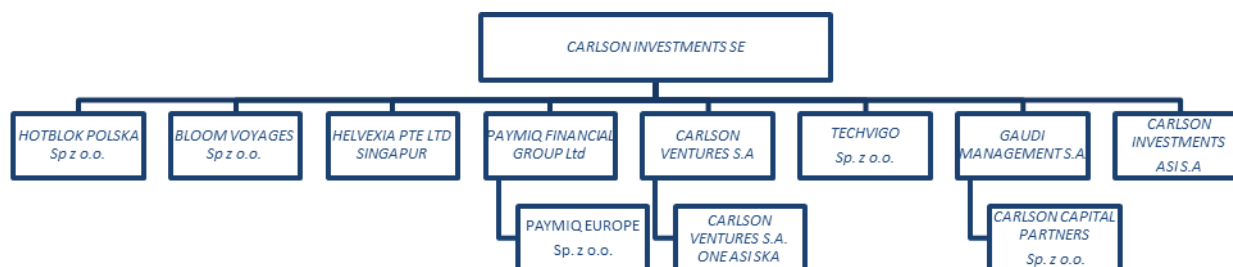 CARLSON INVESTMENTS SE
HOTBLOK POLSKA
Sp z o.o.
BLOOM VOYAGES
Sp z o.o.
HELVEXIA PTE LTD
SINGAPUR
PAYMIQ FINANCIAL
GROUP Ltd
CARLSON
VENTURES S.A
TECHVIGO
Sp. z o.o.
GAUDI
MANAGEMENT S.A.
CARLSON
INVESTMENTS
ASI S.A
PAYMIQ EUROPE
Sp. z o.o.
CARLSON
VENTURES S.A.
ONE ASI SKA
CARLSON CAPITAL
PARTNERS
Sp. z o.o.